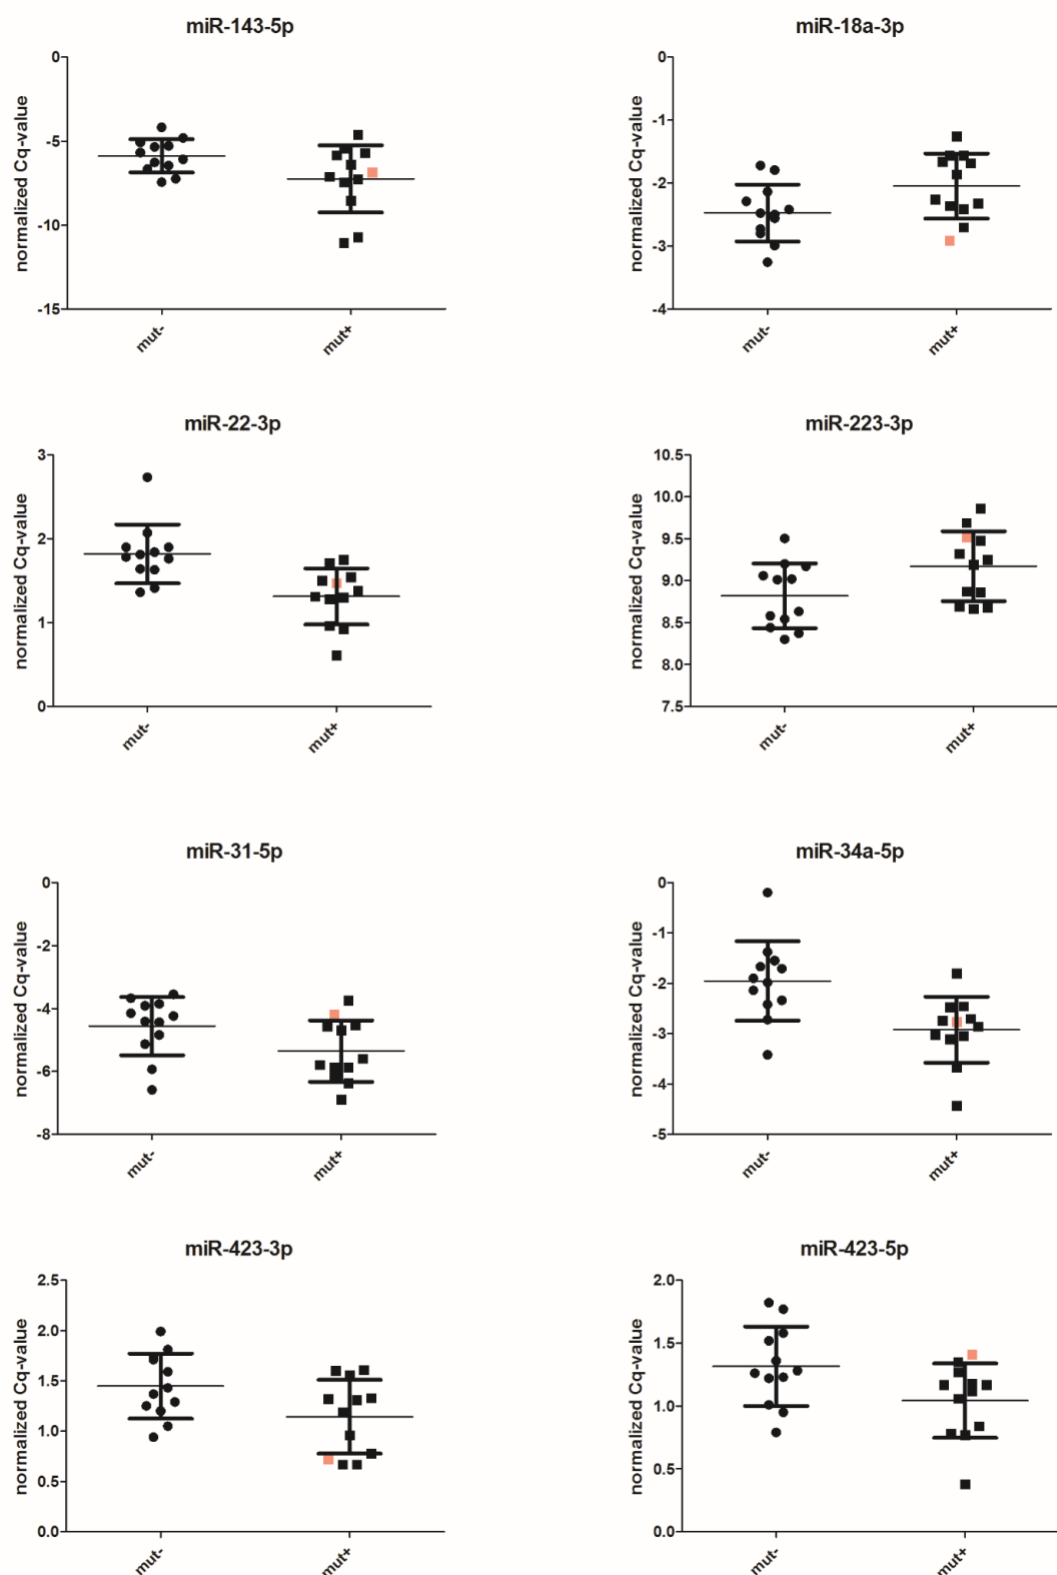 miR-143-5p
normalized Cq-value
0
-5
-10
-15
mut-
mut+
miR-18a-3p
normalized Cq-value
0
-1
-2
-3
-4
mut-
mut+
miR-22-3p
normalized Cq-value
3
2
1
0
mut-
mut+
miR-223-3p
normalized Cq-value
10.5
10.0
9.5
9.0
8.5
8.0
7.5
mut-
mut+
miR-31-5p
normalized Cq-value
0
-2
-4
-6
-8
mut-
mut+
miR-34a-5p
normalized Cq-value
0
-1
-2
-3
-4
-5
mut-
mut+
miR-423-3p
normalized Cq-value
2.5
2.0
1.5
1.0
0.5
0.0
mut-
mut+
miR-423-5p
normalized Cq-value
2.0
1.5
1.0
0.5
0.0
mut-
mut+